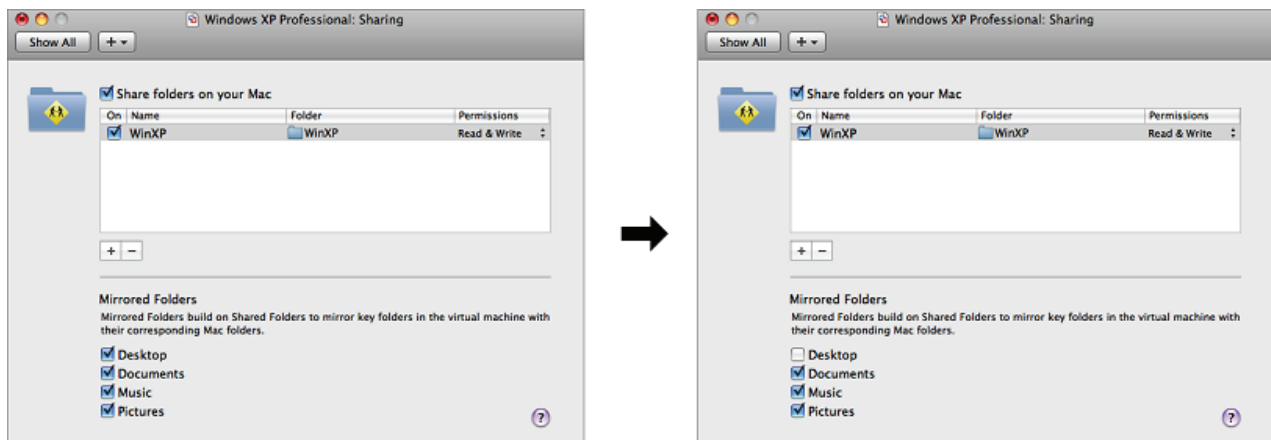 Windows XP Professional: Sharing
Show All
Share folders on your Mac
On Name Folder Permissions
WinXP WinXP Read & Write
+ −
Mirrored Folders
Mirrored Folders build on Shared Folders to mirror key folders in the virtual machine with
their corresponding Mac folders.
Desktop
Documents
Music
Pictures
?
Windows XP Professional: Sharing
Show All
Share folders on your Mac
On Name Folder Permissions
WinXP WinXP Read & Write
+ −
Mirrored Folders
Mirrored Folders build on Shared Folders to mirror key folders in the virtual machine with
their corresponding Mac folders.
Desktop
Documents
Music
Pictures
?